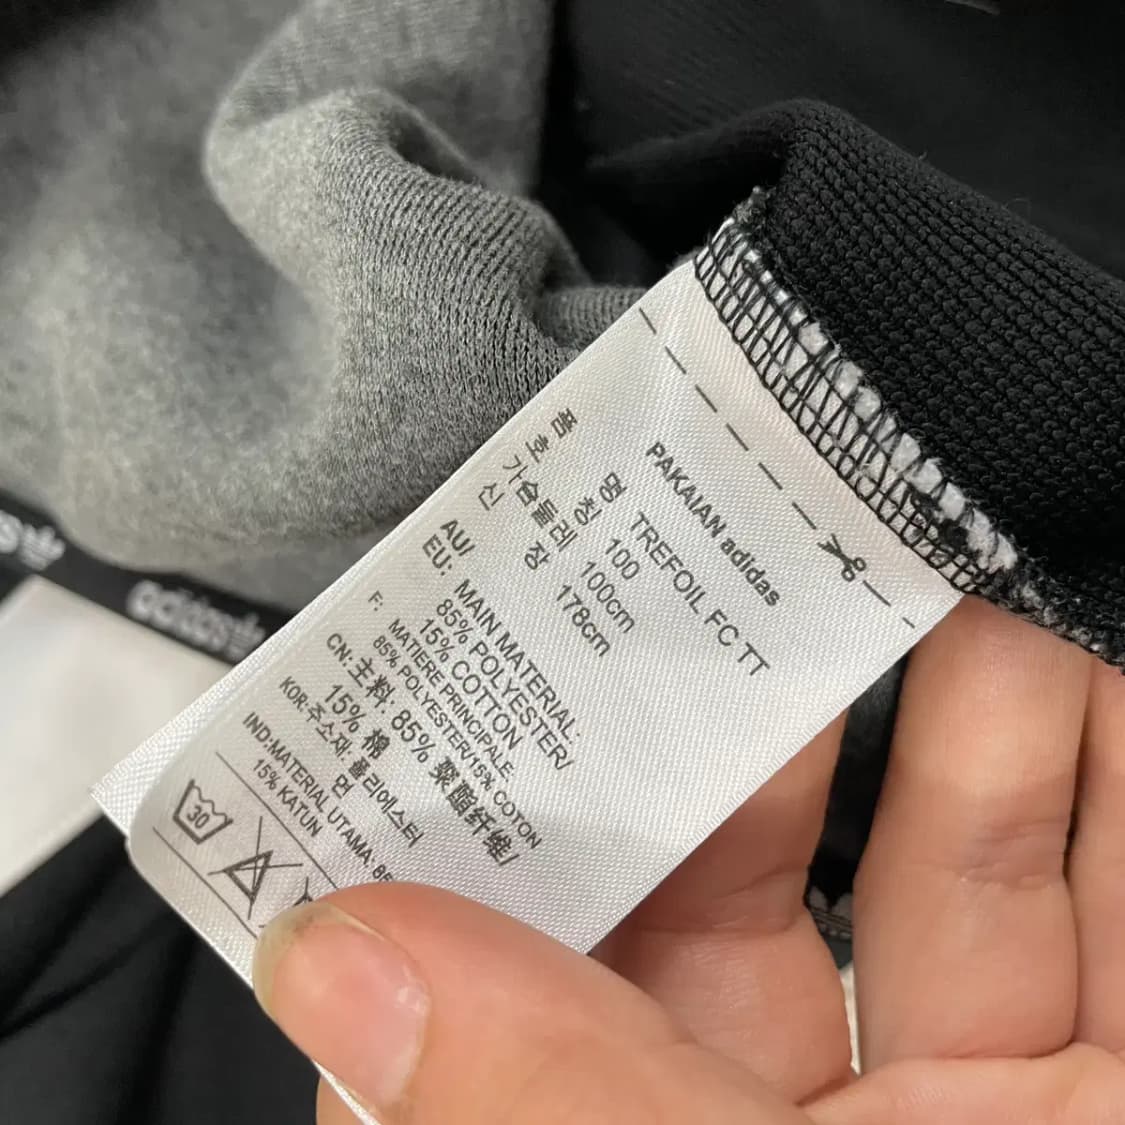 PAKAIAN adidas
품 명 TREFOIL FC TT
호 칭 100
가슴둘레 100cm
신 장 178cm
AU/
EU: MAIN MATERIAL:
85% POLYESTER/
15% COTTON
F: MATIERE PRINCIPALE
85% POLYESTER/15% COTON
CN:主料: 85% 聚酯纤维/
15% 棉
KOR:주소재: 폴리에스터
면
IND:MATERIAL UTAMA: 85
15% KATUN
30
adidas